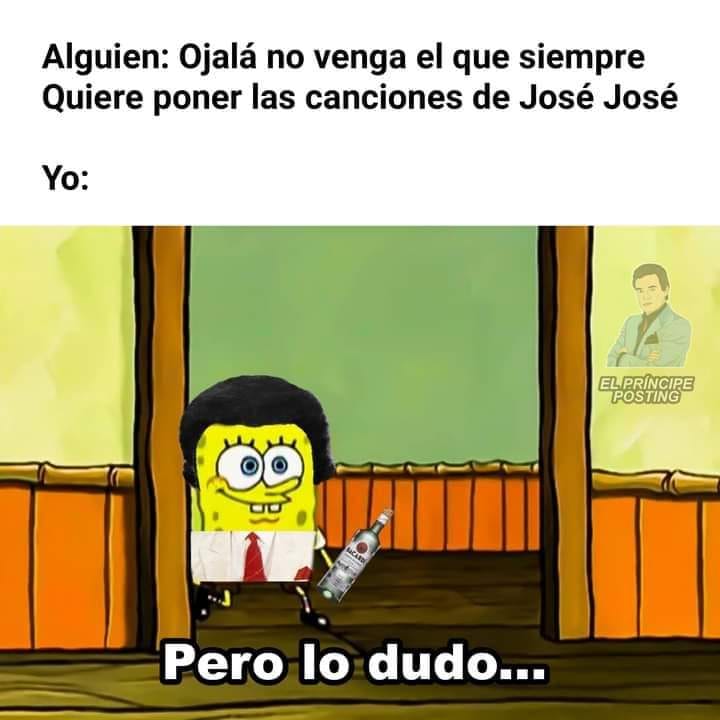 Alguien: Ojalá no venga el que siempre
Quiere poner las canciones de José José
Yo:
EL PRÍNCIPE
POSTING
BACARDI
Pero lo dudo...